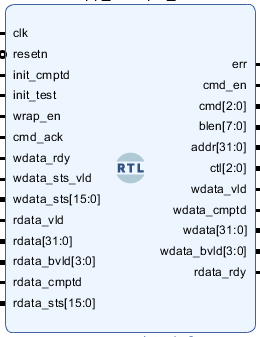 clk
resetn
init_cmptd
init_test
wrap_en
cmd_ack
wdata_rdy
wdata_sts_vld
wdata_sts[15:0]
rdata_vld
rdata[31:0]
rdata_bvld[3:0]
rdata_cmptd
rdata_sts[15:0]
RTL
err
cmd_en
cmd[2:0]
blen[7:0]
addr[31:0]
ctl[2:0]
wdata_vld
wdata_cmptd
wdata[31:0]
wdata_bvld[3:0]
rdata_rdy